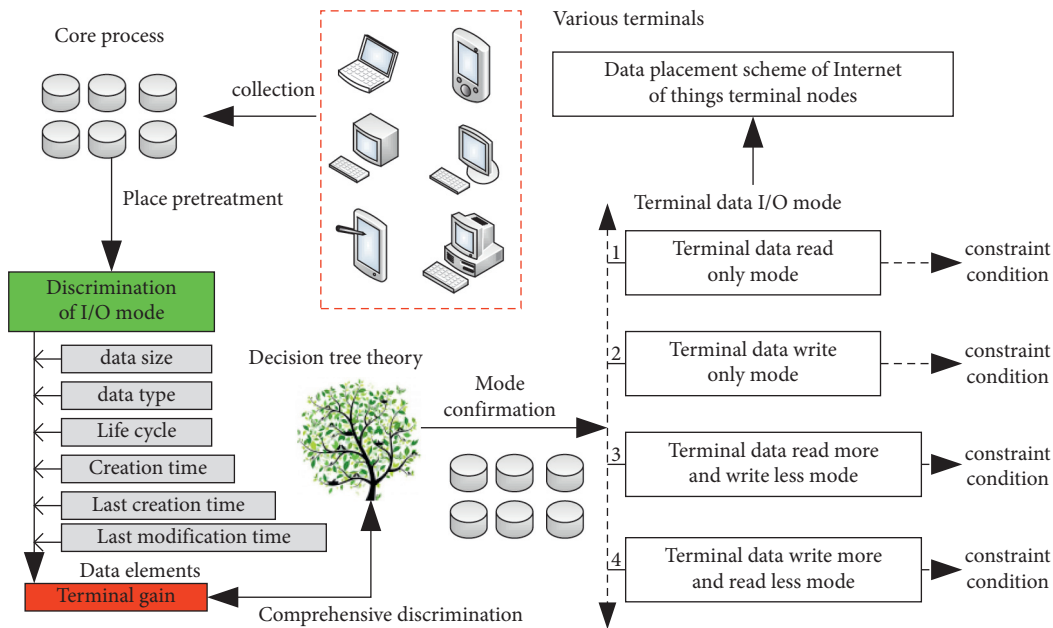 Core process
collection
Place pretreatment
Discrimination
of I/O mode
data size
data type
Life cycle
Creation time
Last creation time
Last modification time
Data elements
Terminal gain
Comprehensive discrimination
Decision tree theory
Mode
confirmation
Various terminals
Data placement scheme of Internet
of things terminal nodes
Terminal data I/O mode
1
Terminal data read
only mode
constraint
condition
2
Terminal data write
only mode
constraint
condition
3
Terminal data read more
and write less mode
constraint
condition
4
Terminal data write more
and read less mode
constraint
condition